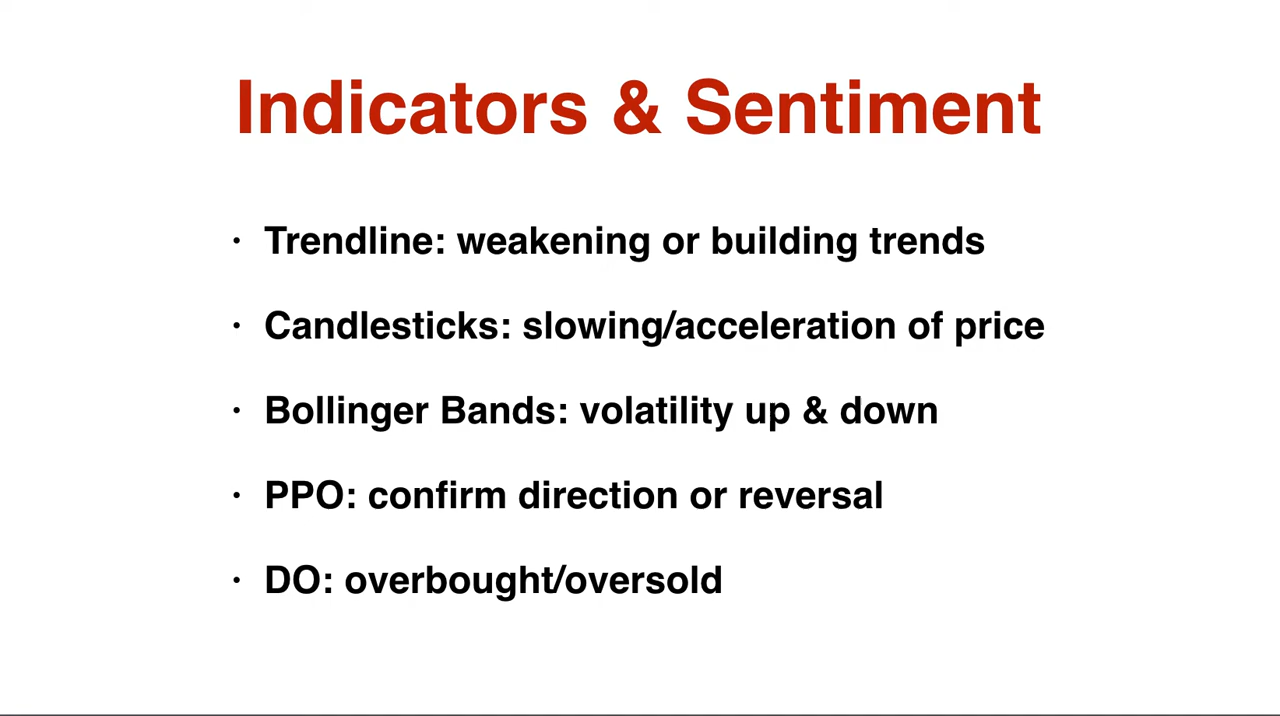 Indicators & Sentiment
· Trendline: weakening or building trends
· Candlesticks: slowing/acceleration of price
· Bollinger Bands: volatility up & down
· PPO: confirm direction or reversal
· DO: overbought/oversold